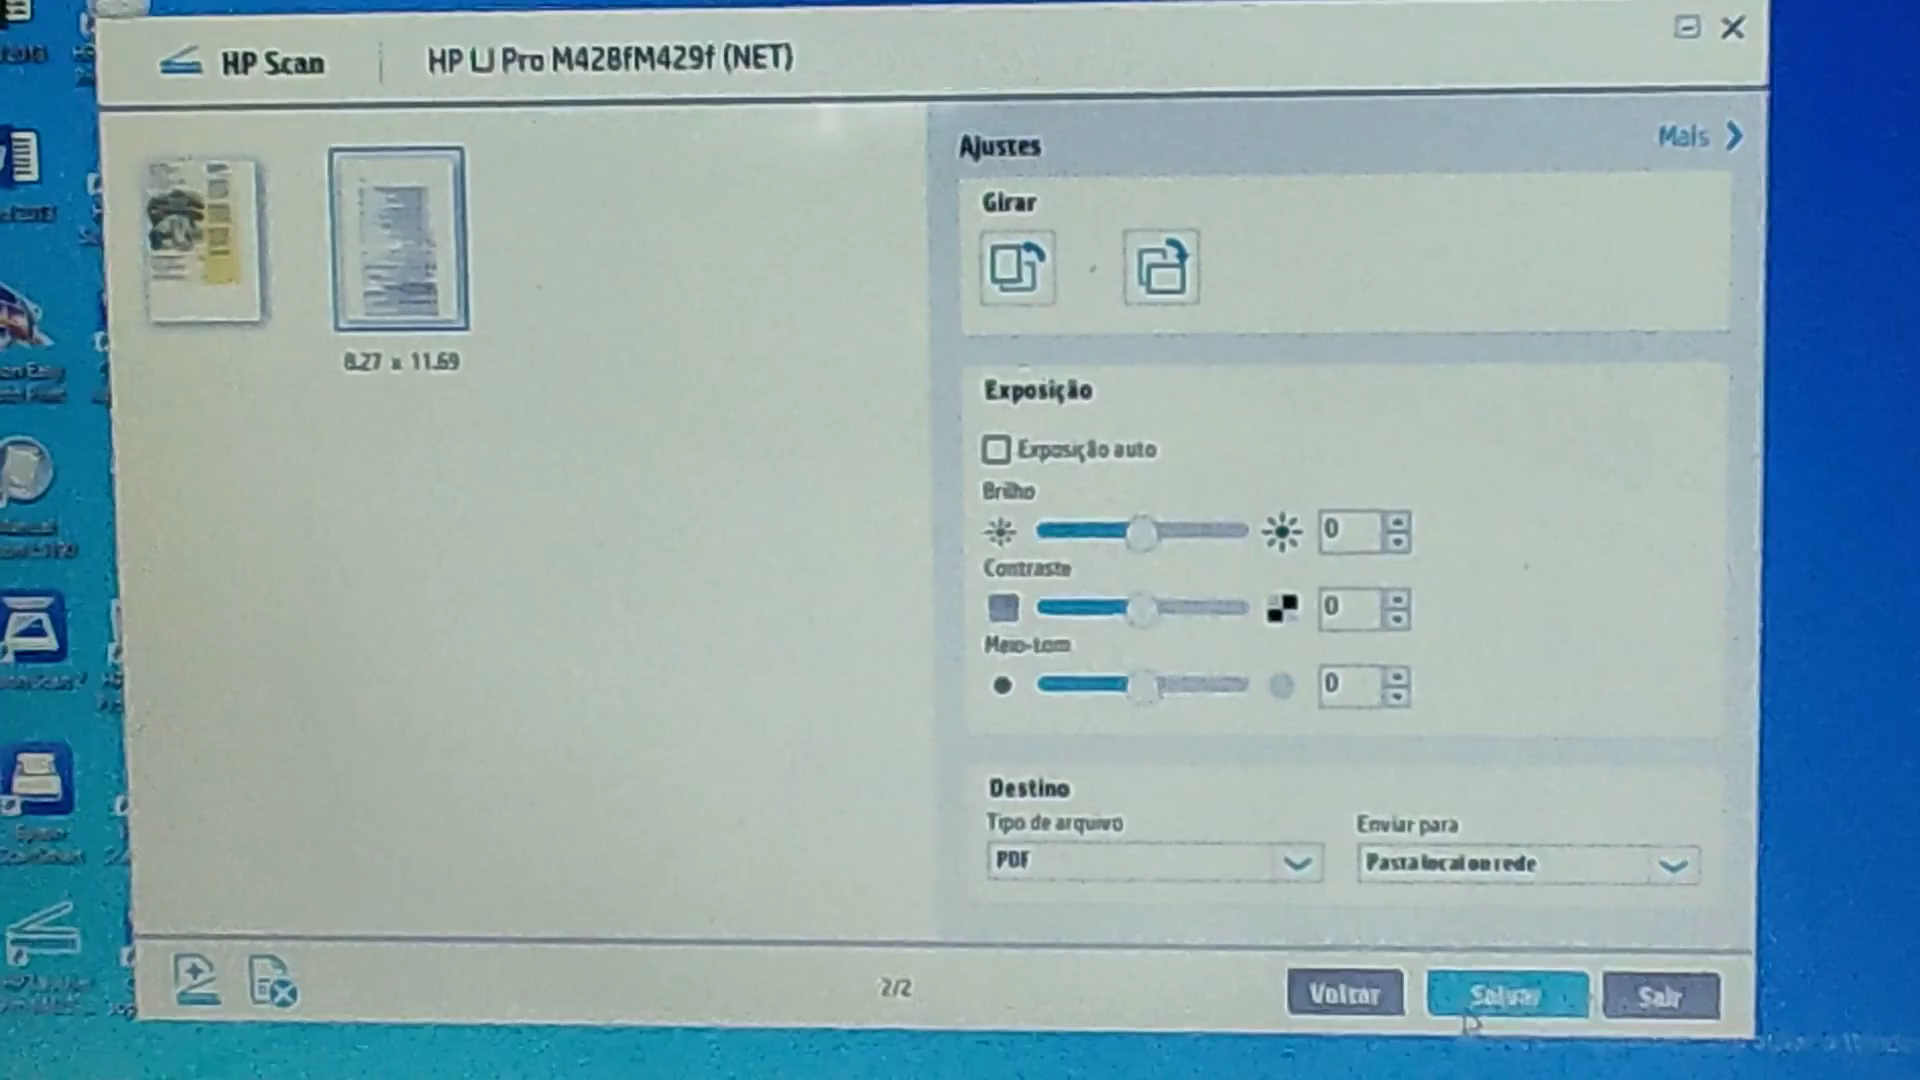 HP Scan
HP LJ Pro M428fM429f (NET)
Mais
Ajustes
Girar
8.27 x 11.69
Exposição
Exposição auto
Brilho
0
Contraste
0
Meio-tom
0
Destino
Tipo de arquivo
Enviar para
PDF
Pasta local ou rede
2/2
Voltar
Salvar
Sair